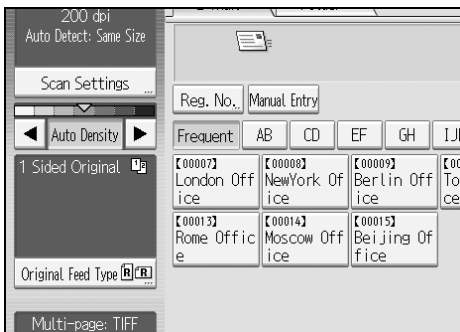 200 dpi
Auto Detect: Same Size
Scan Settings ...
Reg. No... Manual Entry
Auto Density
Frequent AB CD EF GH
1 Sided Original
[00007] [00008] [00009]
London Off NewYork Of Berlin Off To
ice ice ice ce
[00013] [00014] [00015]
Rome Offic Moscow Off Beijing Of
e ice fice
Original Feed Type
Multi-page: TIFF